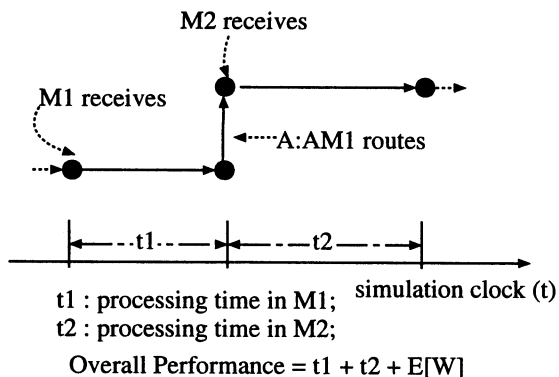 M2 receives
M1 receives
A:AM1 routes
t1
t2
simulation clock (t)
t1 : processing time in M1;
t2 : processing time in M2;
Overall Performance = t1 + t2 + E[W]